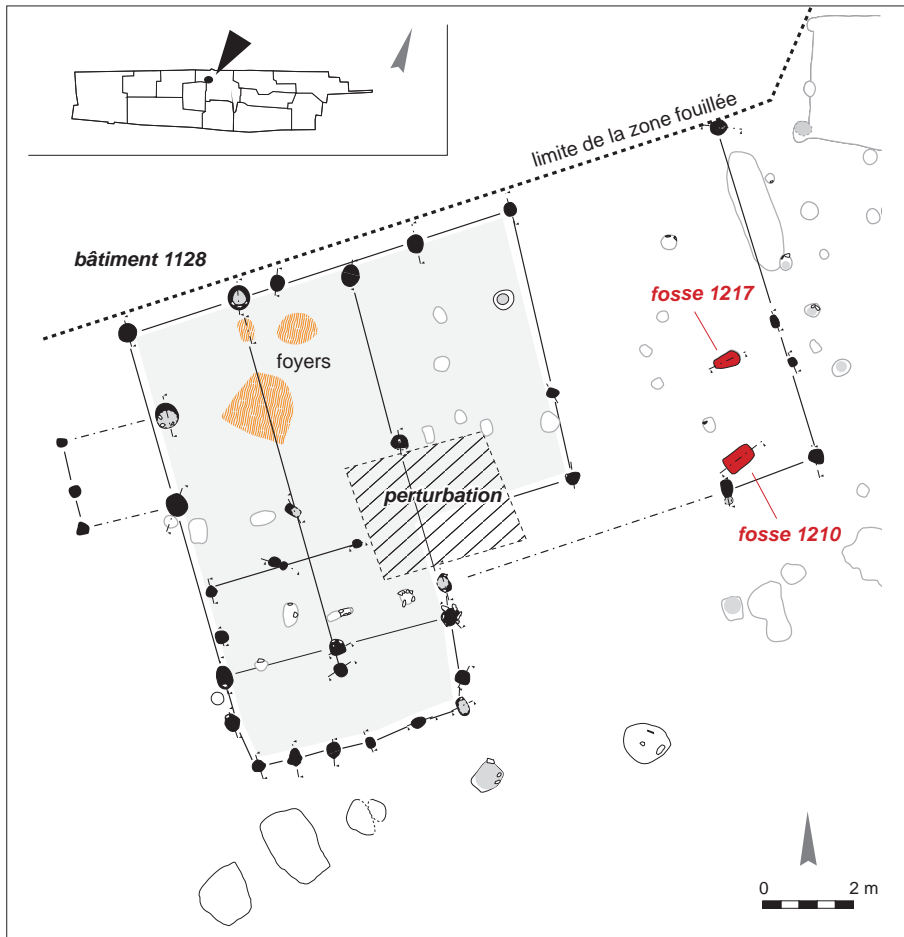 limite de la zone fouillée
bâtiment 1128
fosse 1217
foyers
perturbation
fosse 1210
0 2 m